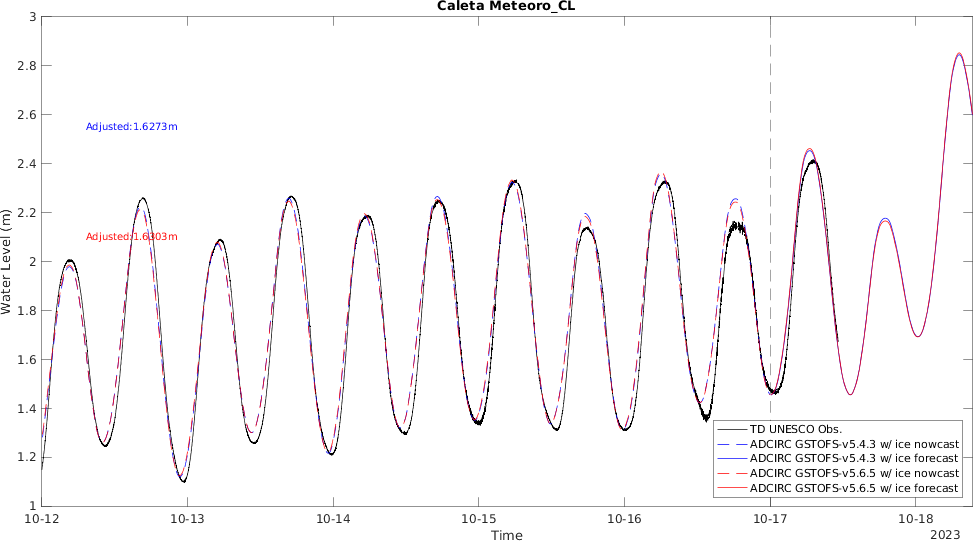 Caleta Meteoro_CL
3
2.8
2.6
2.4
2.2
2
1.8
1.6
1.4
1.2
1
Water Level (m)
Adjusted:1.6273m
Adjusted:1.6303m
TD UNESCO Obs.
ADCIRC GSTOFS-v5.4.3 w/ ice nowcast
ADCIRC GSTOFS-v5.4.3 w/ ice forecast
ADCIRC GSTOFS-v5.6.5 w/ ice nowcast
ADCIRC GSTOFS-v5.6.5 w/ ice forecast
10-12 10-13 10-14 10-15 10-16 10-17 10-18
Time
2023